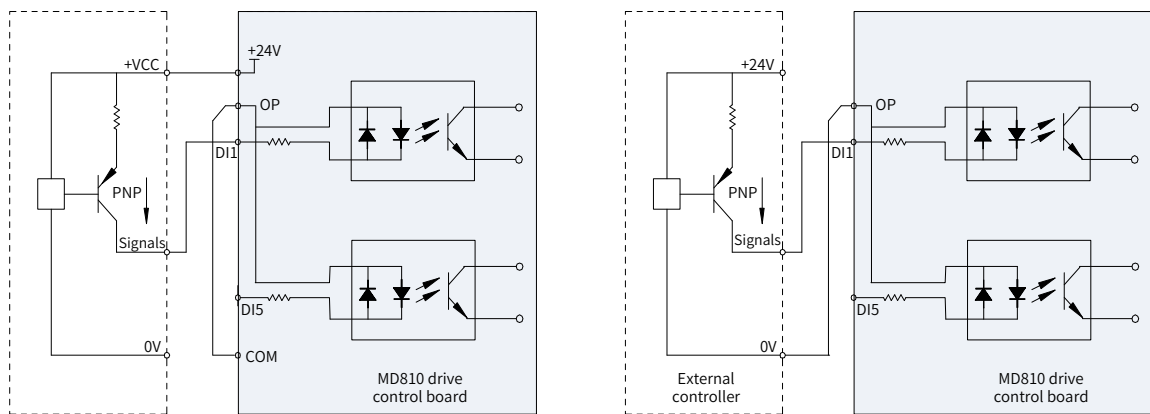 +VCC
+24V
OP
DI1
PNP
Signals
DI5
0V
COM
MD810 drive
control board
+24V
OP
DI1
PNP
Signals
DI5
0V
External
controller
MD810 drive
control board